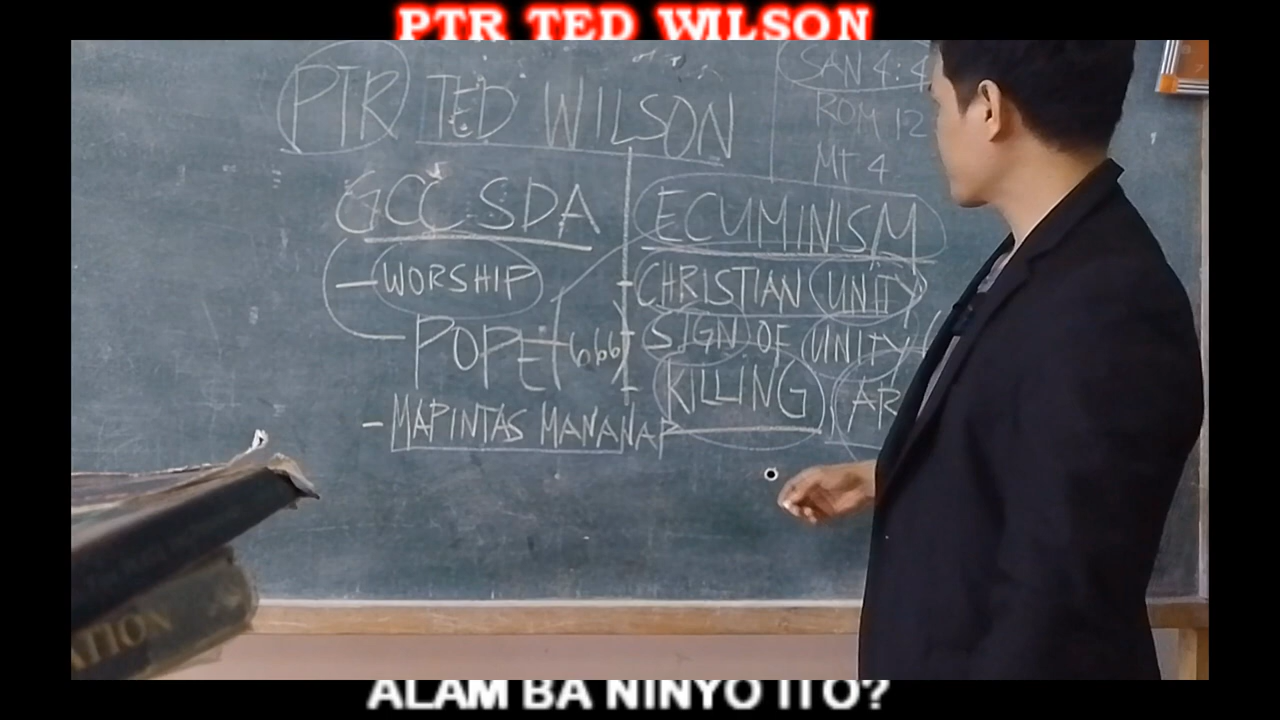 PTR TED WILSON
PTR TED WILSON
SAN 4:4
ROM 12
MT 4
GCC SDA
- WORSHIP
POPE (666)
- MAPINTAS MANANAP
ECUMINISM
- CHRISTIAN UNITY
- SIGN OF UNITY
- KILLING
ATION
ALAM BA NINYO ITO?